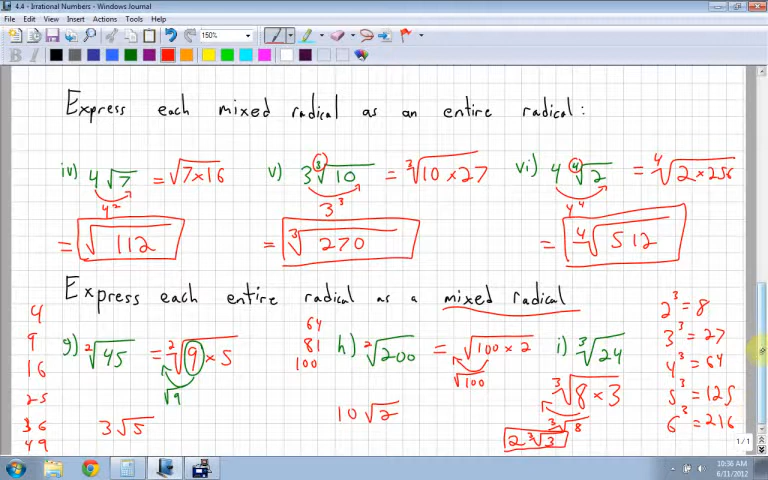 4.4 - Irrational Numbers - Windows Journal
File Edit View Insert Actions Tools Help
150%
B I
Express each mixed radical as an entire radical:
iv) 4√7 = √7×16
4²
= √112
v) 3∛10 = ∛10×27
3³
= ∛270
vi) 4∜2 = ∜2×256
4⁴
= ∜512
Express each entire radical as a mixed radical
4
9
16
25
36
49
64
81
100
g) ²√45 = ²√9×5
√9
3√5
h) ²√200 = √100×2
√100
10√2
i) ∛24
∛8×3
∛8
2∛3
2³=8
3³=27
4³=64
5³=125
6³=216
1/1
10:36 AM
6/11/2012